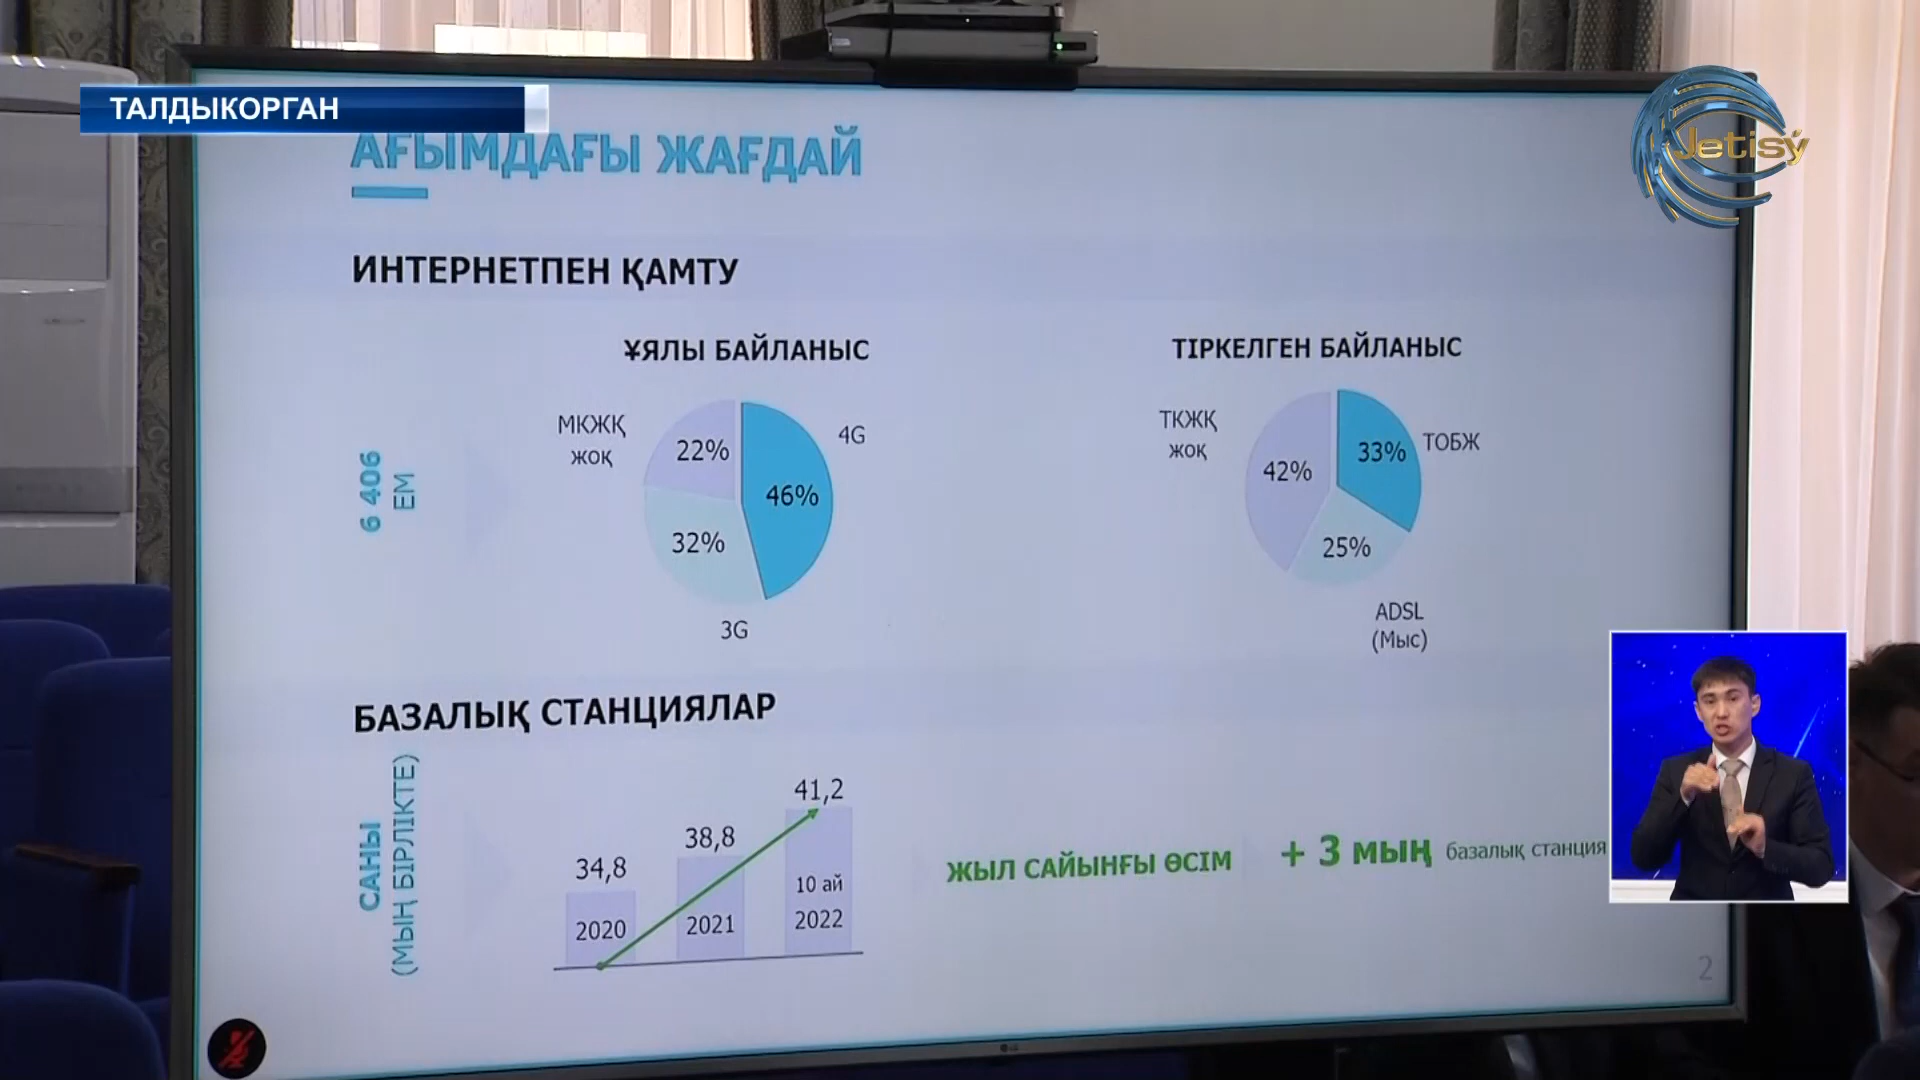 ТАЛДЫКОРГАН
Jetisý
АҒЫМДАҒЫ ЖАҒДАЙ
ИНТЕРНЕТПЕН ҚАМТУ
ҰЯЛЫ БАЙЛАНЫС
ТІРКЕЛГЕН БАЙЛАНЫС
6 406
ЕМ
МКЖҚ
жоқ
22%
4G
46%
32%
3G
ТКЖҚ
жоқ
42%
33%
ТОБЖ
25%
ADSL
(Мыс)
БАЗАЛЫҚ СТАНЦИЯЛАР
САНЫ
(МЫҢ БІРЛІКТЕ)
34,8
38,8
41,2
2020
2021
10 ай
2022
ЖЫЛ САЙЫНҒЫ ӨСІМ
+ 3 мың базалық станция
2
LG